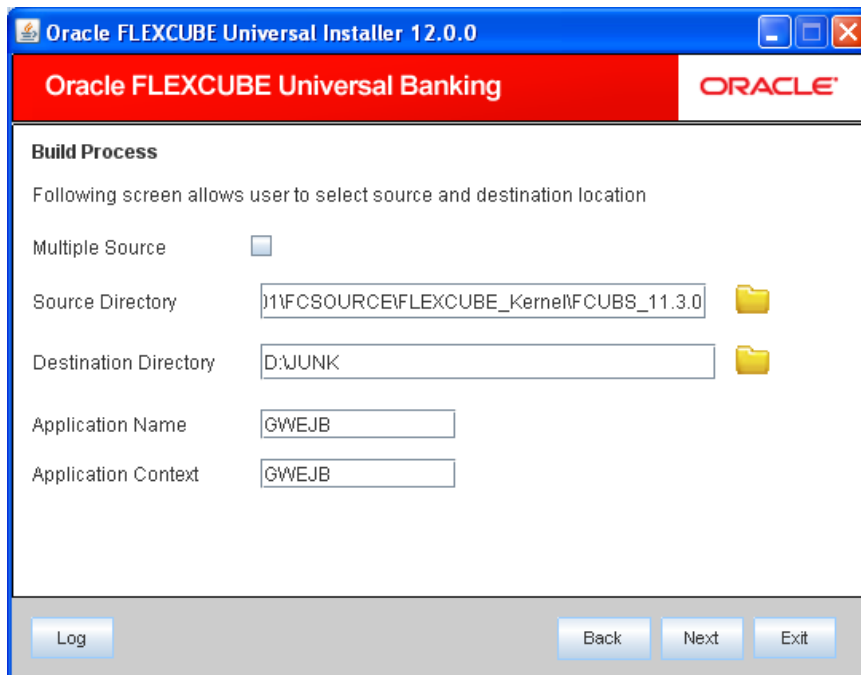 Oracle FLEXCUBE Universal Installer 12.0.0
Oracle FLEXCUBE Universal Banking
ORACLE
Build Process
Following screen allows user to select source and destination location
Multiple Source
Source Directory )1\FCSOURCE\FLEXCUBE_Kernel\FCUBS_11.3.0
Destination Directory D:\JUNK
Application Name GWEJB
Application Context GWEJB
Log Back Next Exit